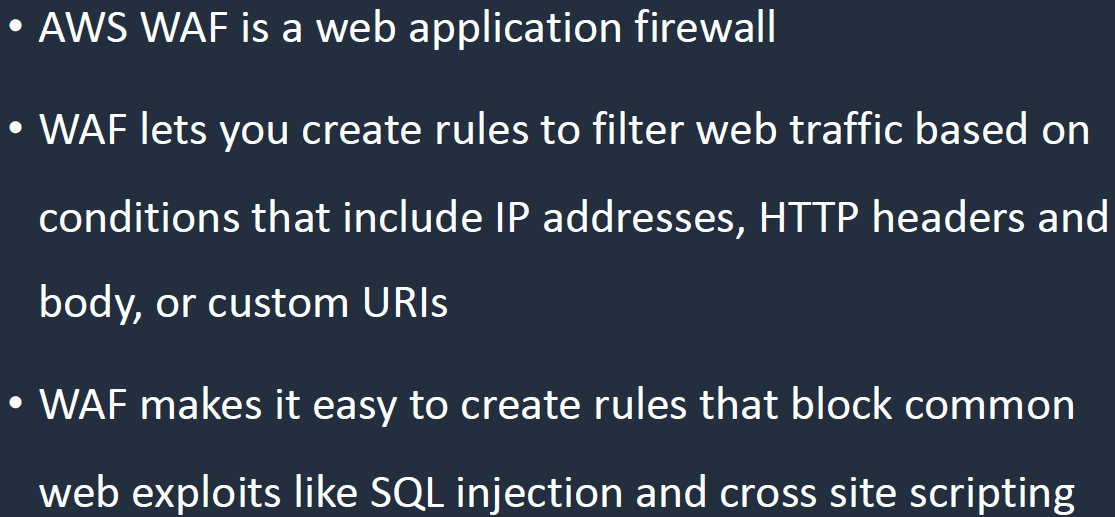 • AWS WAF is a web application firewall
• WAF lets you create rules to filter web traffic based on
conditions that include IP addresses, HTTP headers and
body, or custom URIs
• WAF makes it easy to create rules that block common
web exploits like SQL injection and cross site scripting